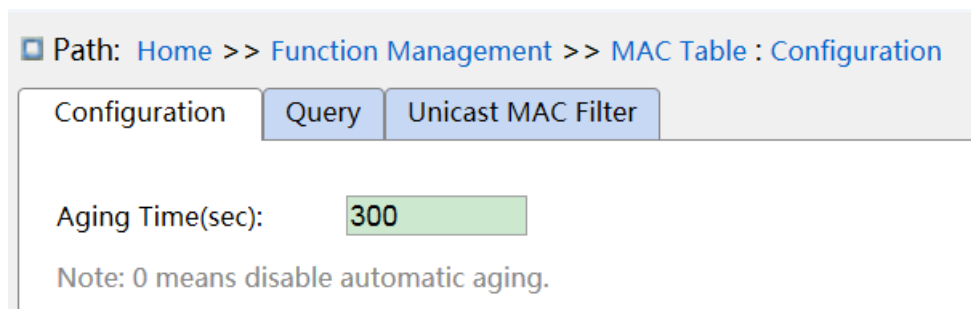 Path: Home >> Function Management >> MAC Table : Configuration
Configuration Query Unicast MAC Filter
Aging Time(sec): 300
Note: 0 means disable automatic aging.